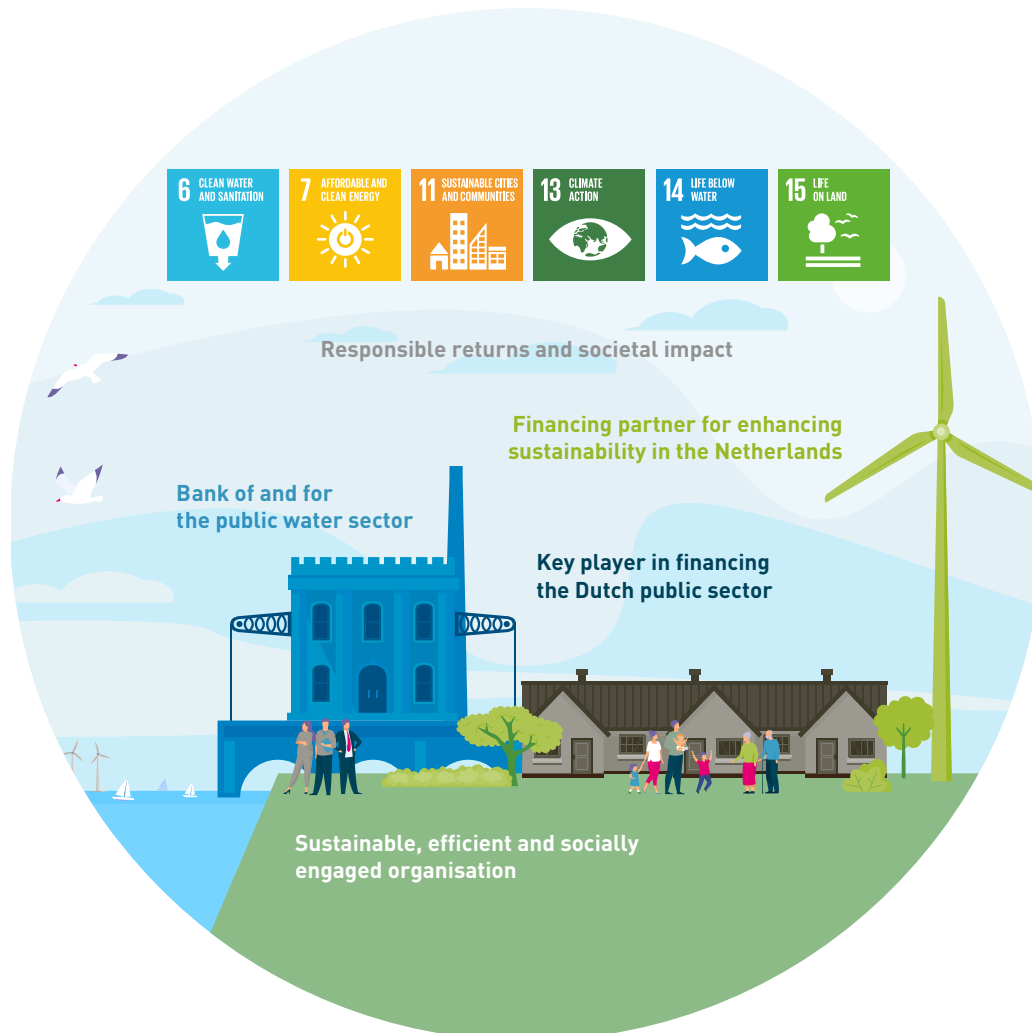 6 CLEAN WATER
AND SANITATION
7 AFFORDABLE AND
CLEAN ENERGY
11 SUSTAINABLE CITIES
AND COMMUNITIES
13 CLIMATE
ACTION
14 LIFE BELOW
WATER
15 LIFE
ON LAND
Responsible returns and societal impact
Financing partner for enhancing
sustainability in the Netherlands
Bank of and for
the public water sector
Key player in financing
the Dutch public sector
Sustainable, efficient and socially
engaged organisation